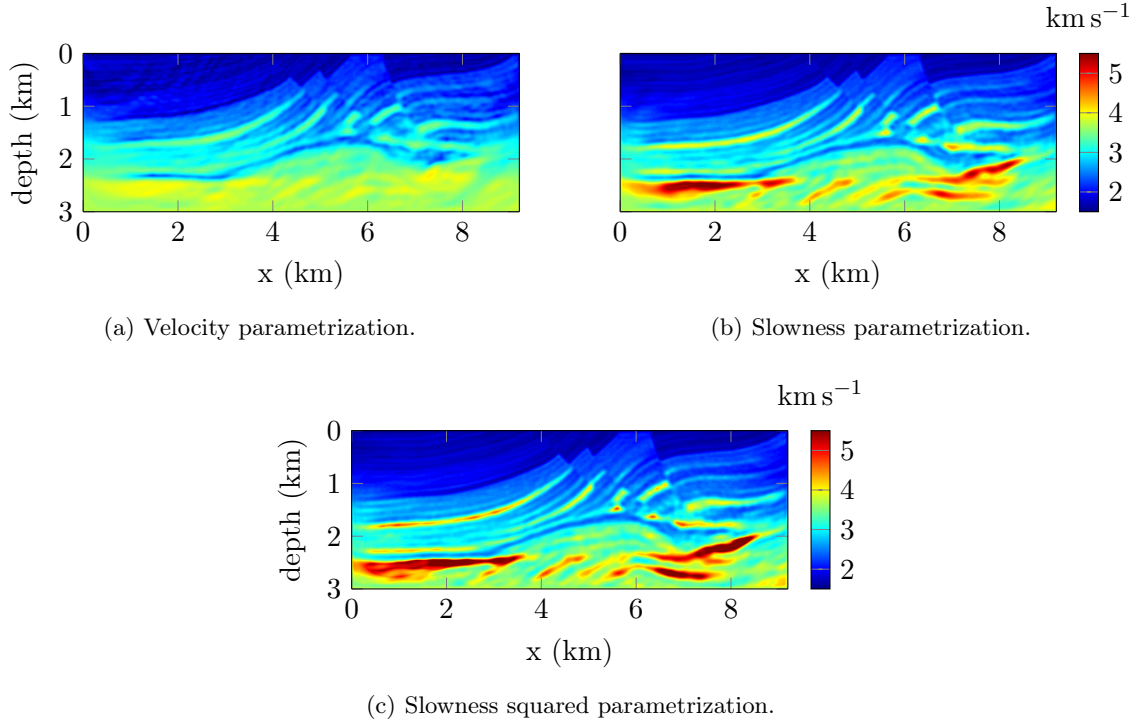 km s⁻¹
0
1
2
3
depth (km)
0 2 4 6 8
x (km)
0 2 4 6 8
x (km)
5
4
3
2
(a) Velocity parametrization.
(b) Slowness parametrization.
km s⁻¹
0
1
2
3
depth (km)
0 2 4 6 8
x (km)
5
4
3
2
(c) Slowness squared parametrization.